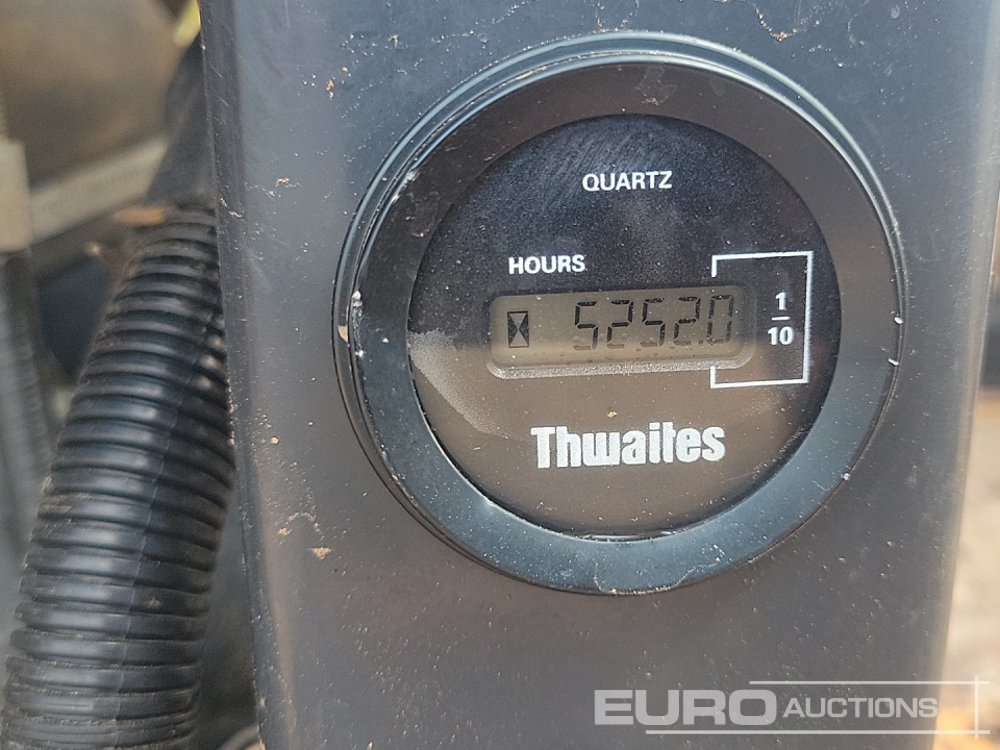 QUARTZ
HOURS
5252.0
1
10
Thwaites
EURO AUCTIONS